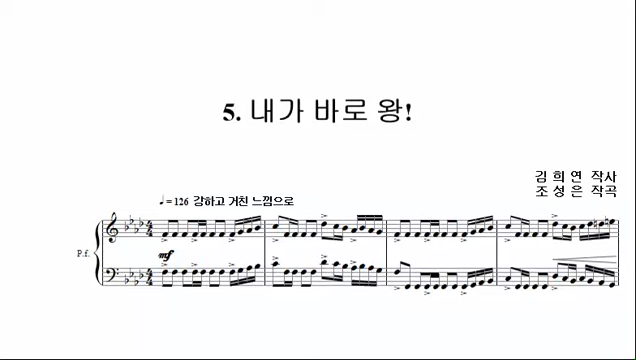 5. 내가 바로 왕!
김 희 연 작사
조 성 은 작곡
♩= 126 강하고 거친 느낌으로
P.f.
mf